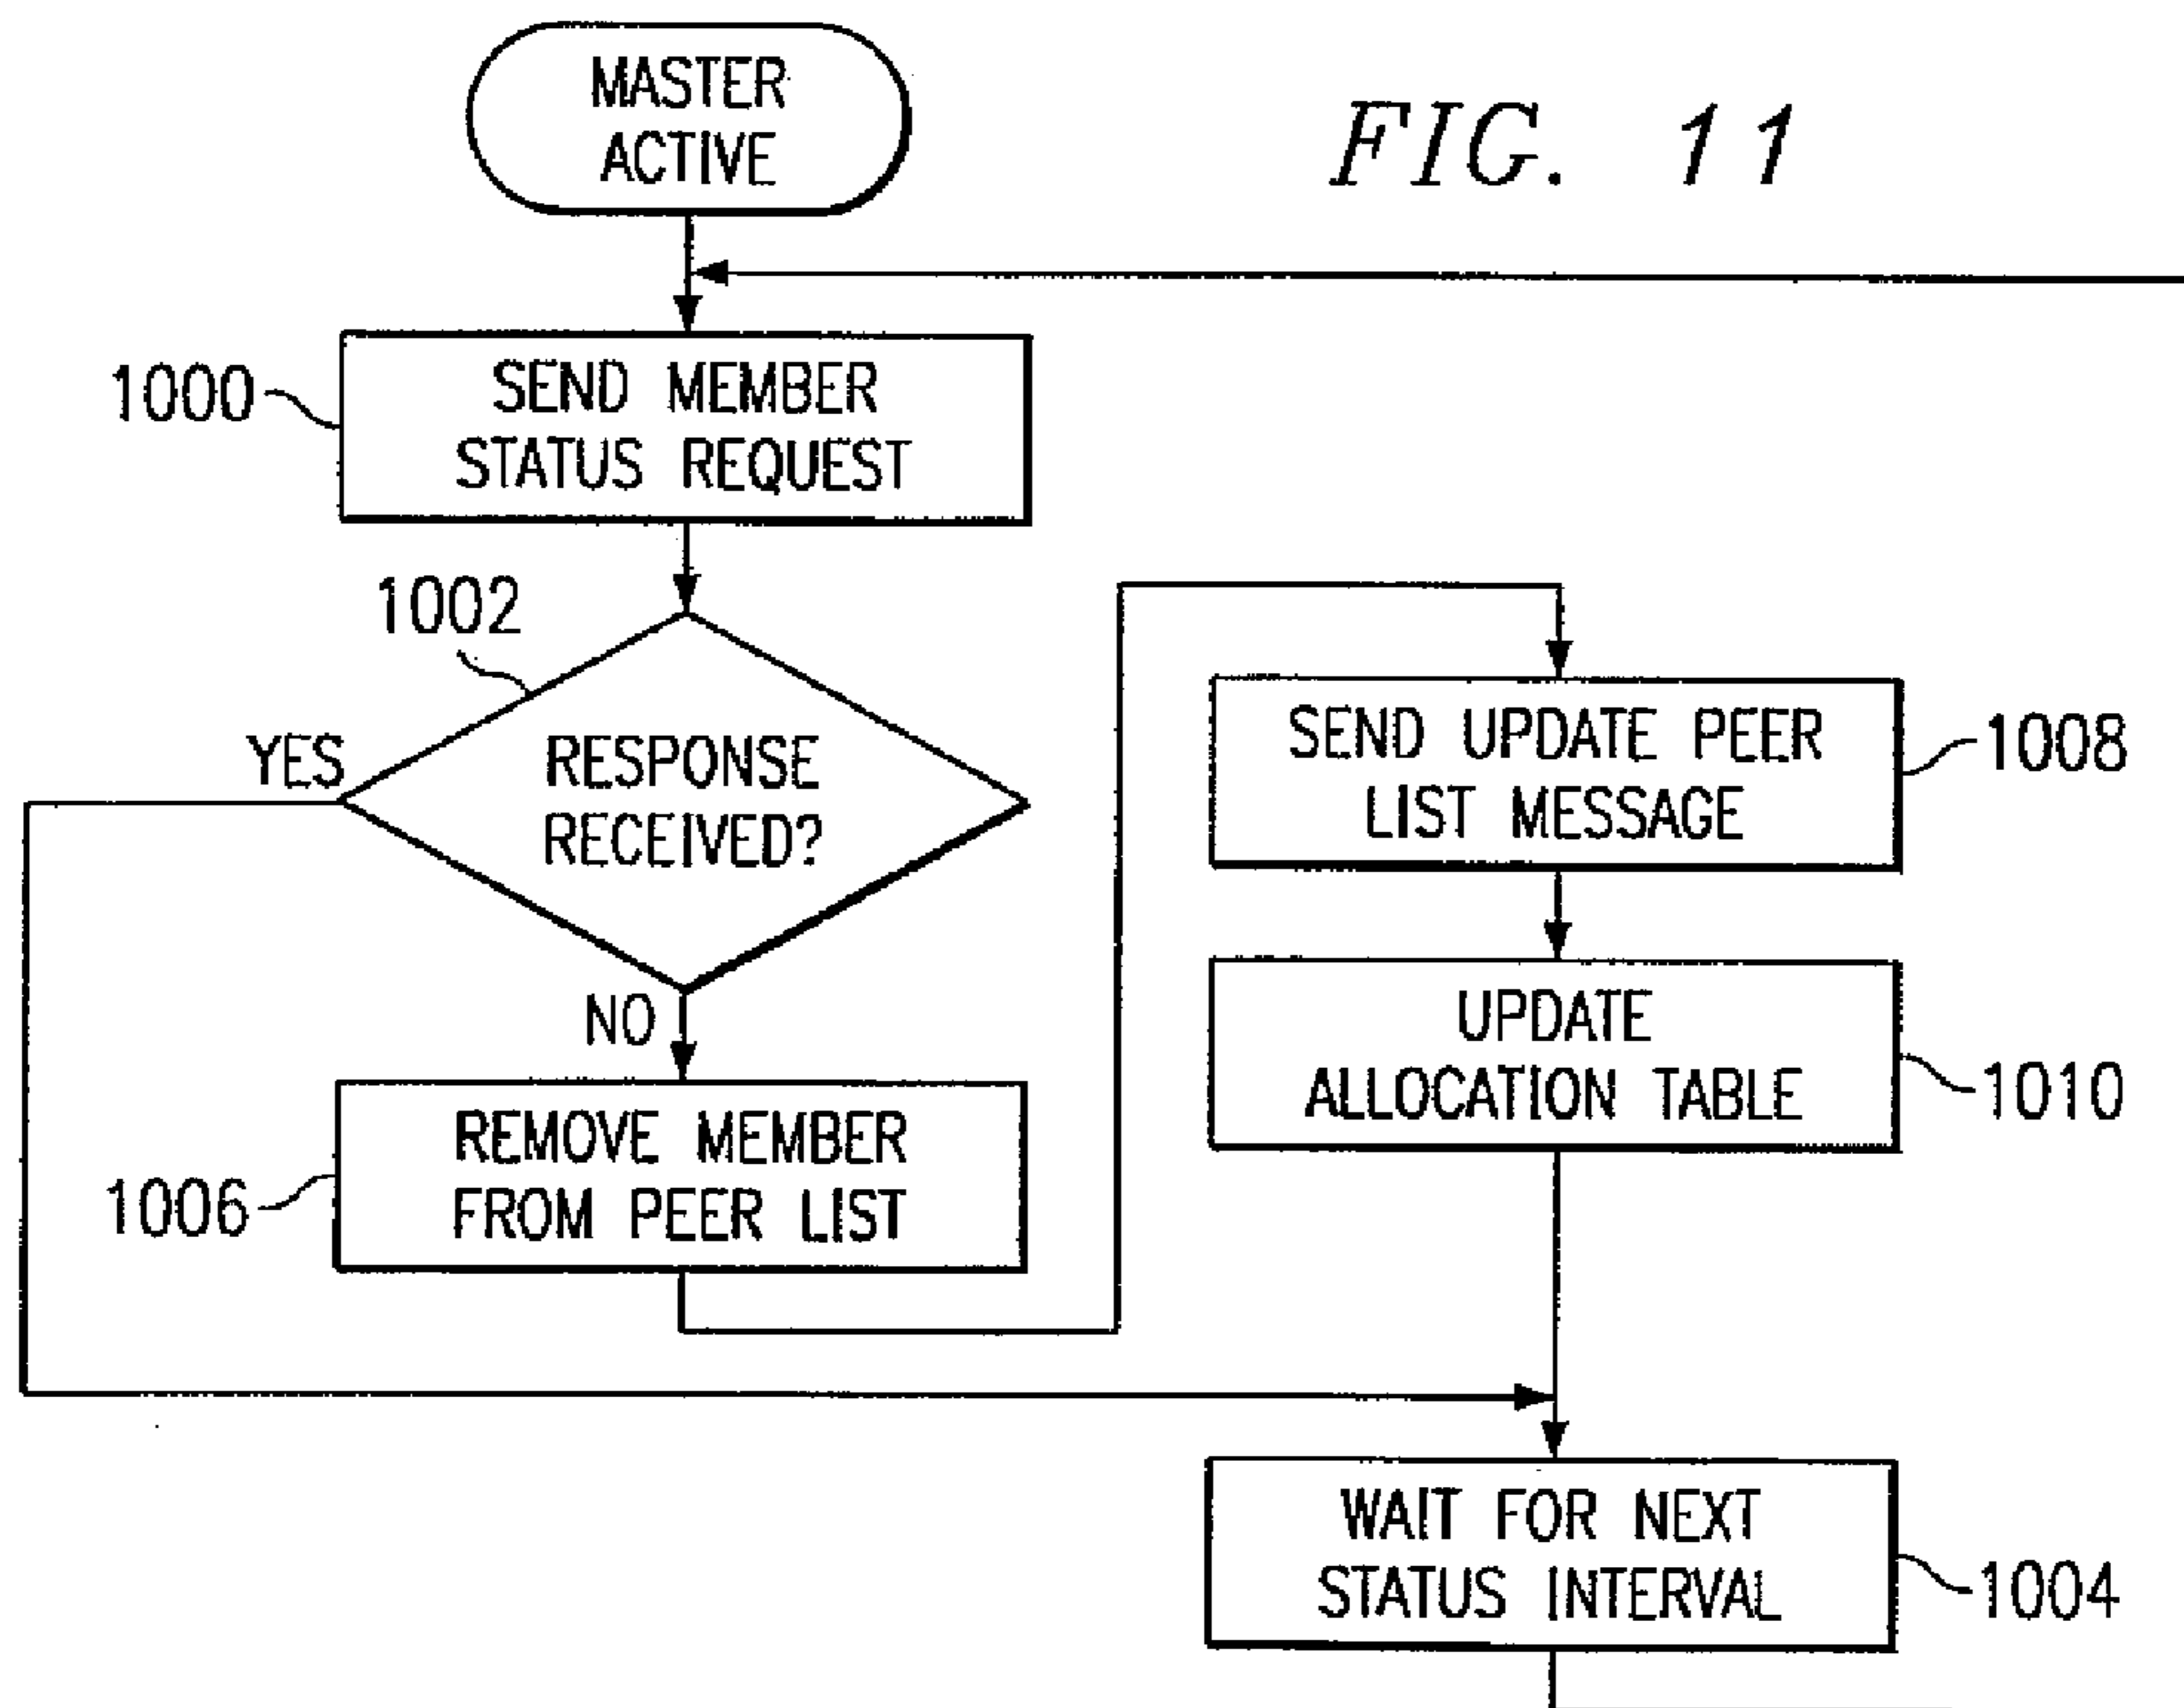 MASTER
ACTIVE
FIG. 11
1000
SEND MEMBER
STATUS REQUEST
1002
YES
RESPONSE
RECEIVED?
NO
1006
REMOVE MEMBER
FROM PEER LIST
SEND UPDATE PEER
LIST MESSAGE
1008
UPDATE
ALLOCATION TABLE
1010
WAIT FOR NEXT
STATUS INTERVAL
1004